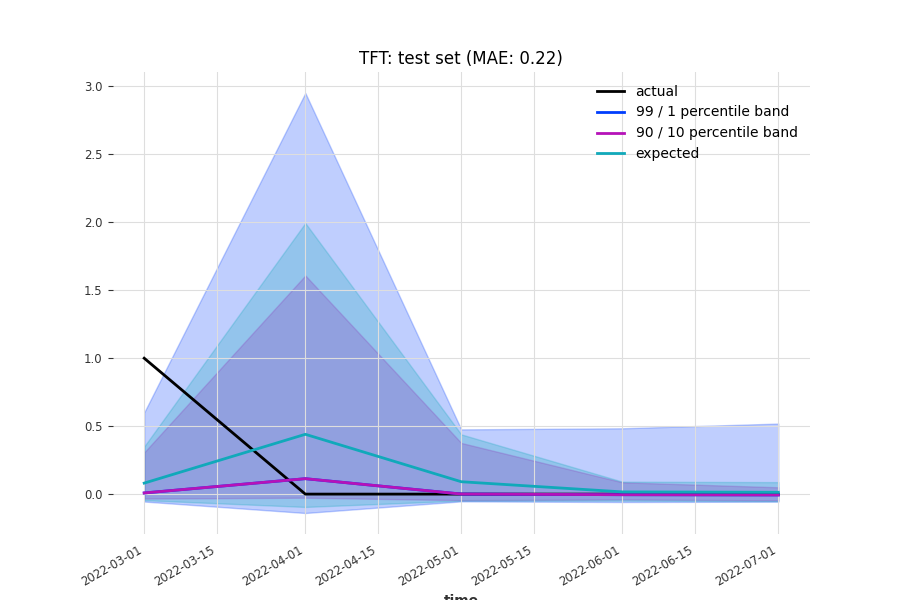 TFT: test set (MAE: 0.22)
actual
99 / 1 percentile band
90 / 10 percentile band
expected
3.0
2.5
2.0
1.5
1.0
0.5
0.0
2022-03-01
2022-03-15
2022-04-01
2022-04-15
2022-05-01
2022-05-15
2022-06-01
2022-06-15
2022-07-01
time